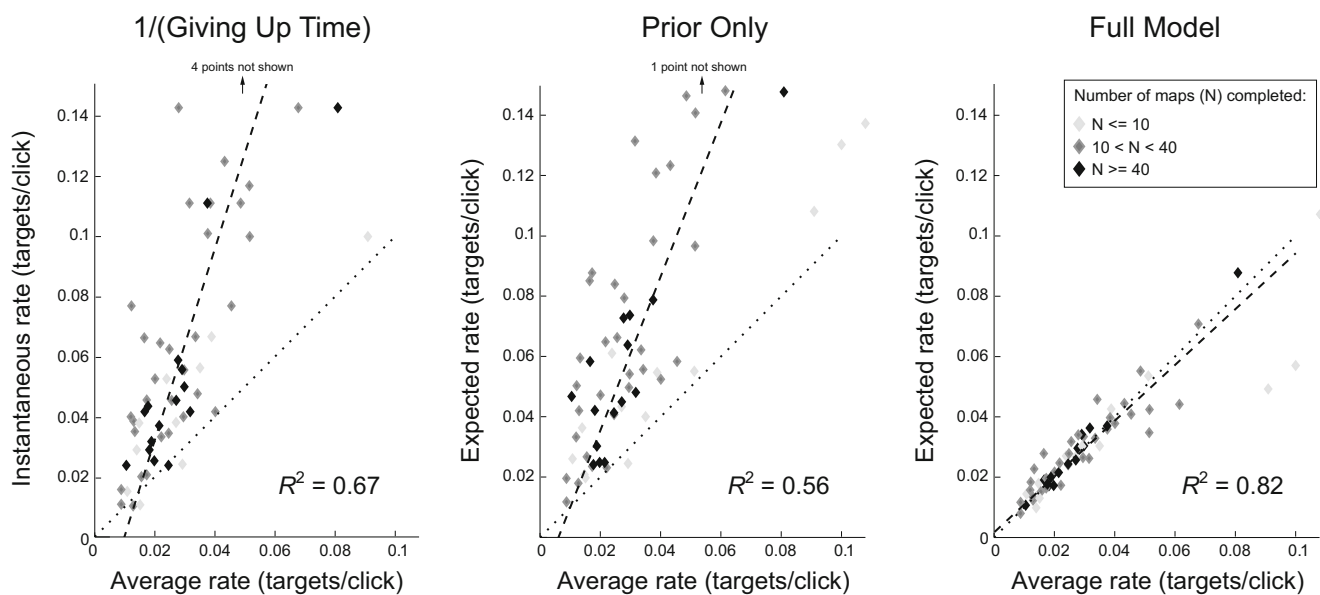 1/(Giving Up Time)
4 points not shown
Instantaneous rate (targets/click)
0.14
0.12
0.1
0.08
0.06
0.04
0.02
0
0 0.02 0.04 0.06 0.08 0.1
R² = 0.67
Average rate (targets/click)
Prior Only
1 point not shown
Expected rate (targets/click)
0.14
0.12
0.1
0.08
0.06
0.04
0.02
0 0.02 0.04 0.06 0.08 0.1
R² = 0.56
Average rate (targets/click)
Full Model
Number of maps (N) completed:
N <= 10
10 < N < 40
N >= 40
Expected rate (targets/click)
0.14
0.12
0.1
0.08
0.06
0.04
0.02
0 0.02 0.04 0.06 0.08 0.1
R² = 0.82
Average rate (targets/click)